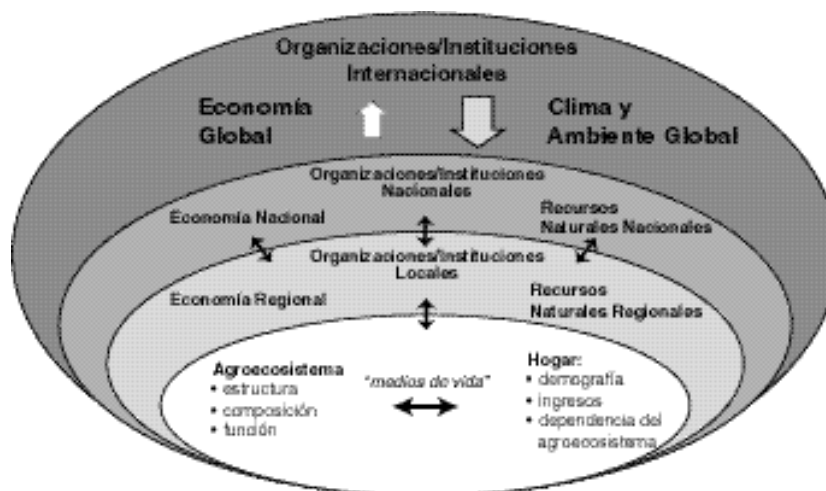 Organizaciones/Instituciones
Internacionales
Economía
Global
Clima y
Ambiente Global
Organizaciones/Instituciones
Nacionales
Economía Nacional
Recursos
Naturales Nacionales
Organizaciones/Instituciones
Locales
Economía Regional
Recursos
Naturales Regionales
Agroecosistema
• estructura
• composición
• función
"medios de vida"
Hogar:
• demografía
• ingresos
• dependencia del
agroecosistema